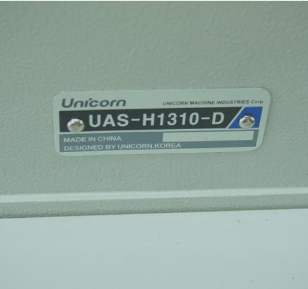 Unicorn UNICORN MACHINE INDUSTRIES Corp.
UAS-H1310-D
MADE IN CHINA
DESIGNED BY UNICORN,KOREA